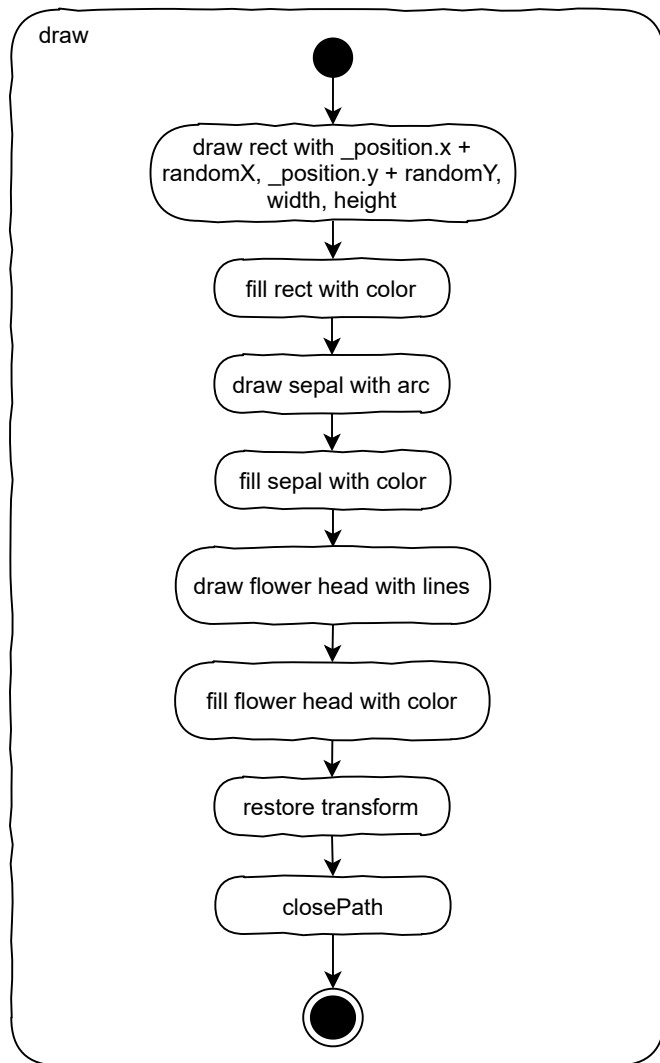 draw
draw rect with _position.x +
randomX, _position.y + randomY,
width, height
fill rect with color
draw sepal with arc
fill sepal with color
draw flower head with lines
fill flower head with color
restore transform
closePath